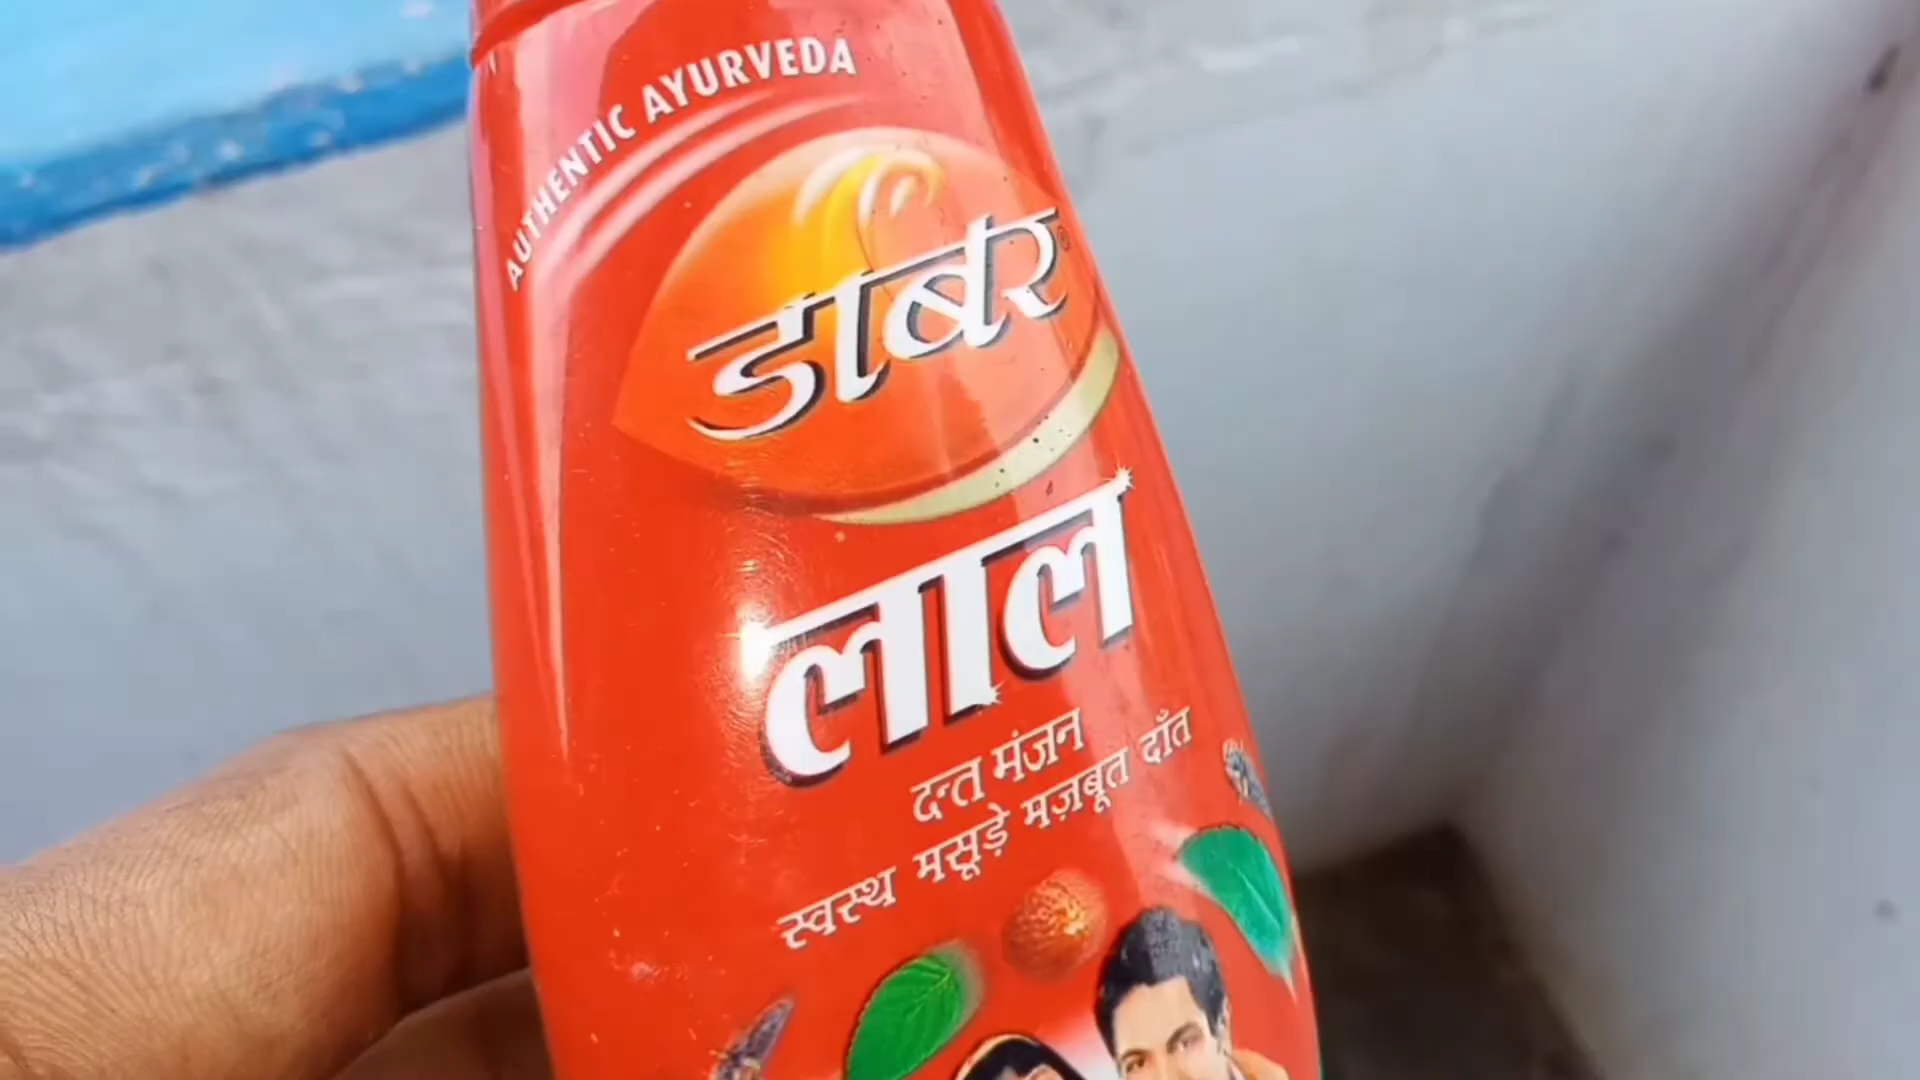 AUTHENTIC AYURVEDA
डाबर
लाल
दन्त मंजन
स्वस्थ मसूड़े मज़बूत दाँत